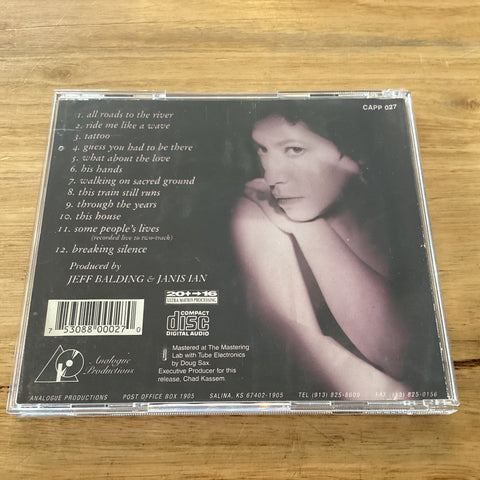 CAPP 027
1. all roads to the river
2. ride me like a wave
3. tattoo
4. guess you had to be there
5. what about the love
6. his hands
7. walking on sacred ground
8. this train still runs
9. through the years
10. this house
11. some people's lives
(recorded live to two-track)
12. breaking silence
Produced by
JEFF BALDING & JANIS IAN
20 16
ULTRA MATRIX PROCESSING
COMPACT
disc
DIGITAL AUDIO
7 53088 00027 0
Analogue
Productions
Mastered at The Mastering
Lab with Tube Electronics
by Doug Sax
Executive Producer for this
release, Chad Kassem.
ANALOGUE PRODUCTIONS POST OFFICE BOX 1905 SALINA, KS 67402-1905 TEL (913) 825-8609 FAX (913) 825-0156